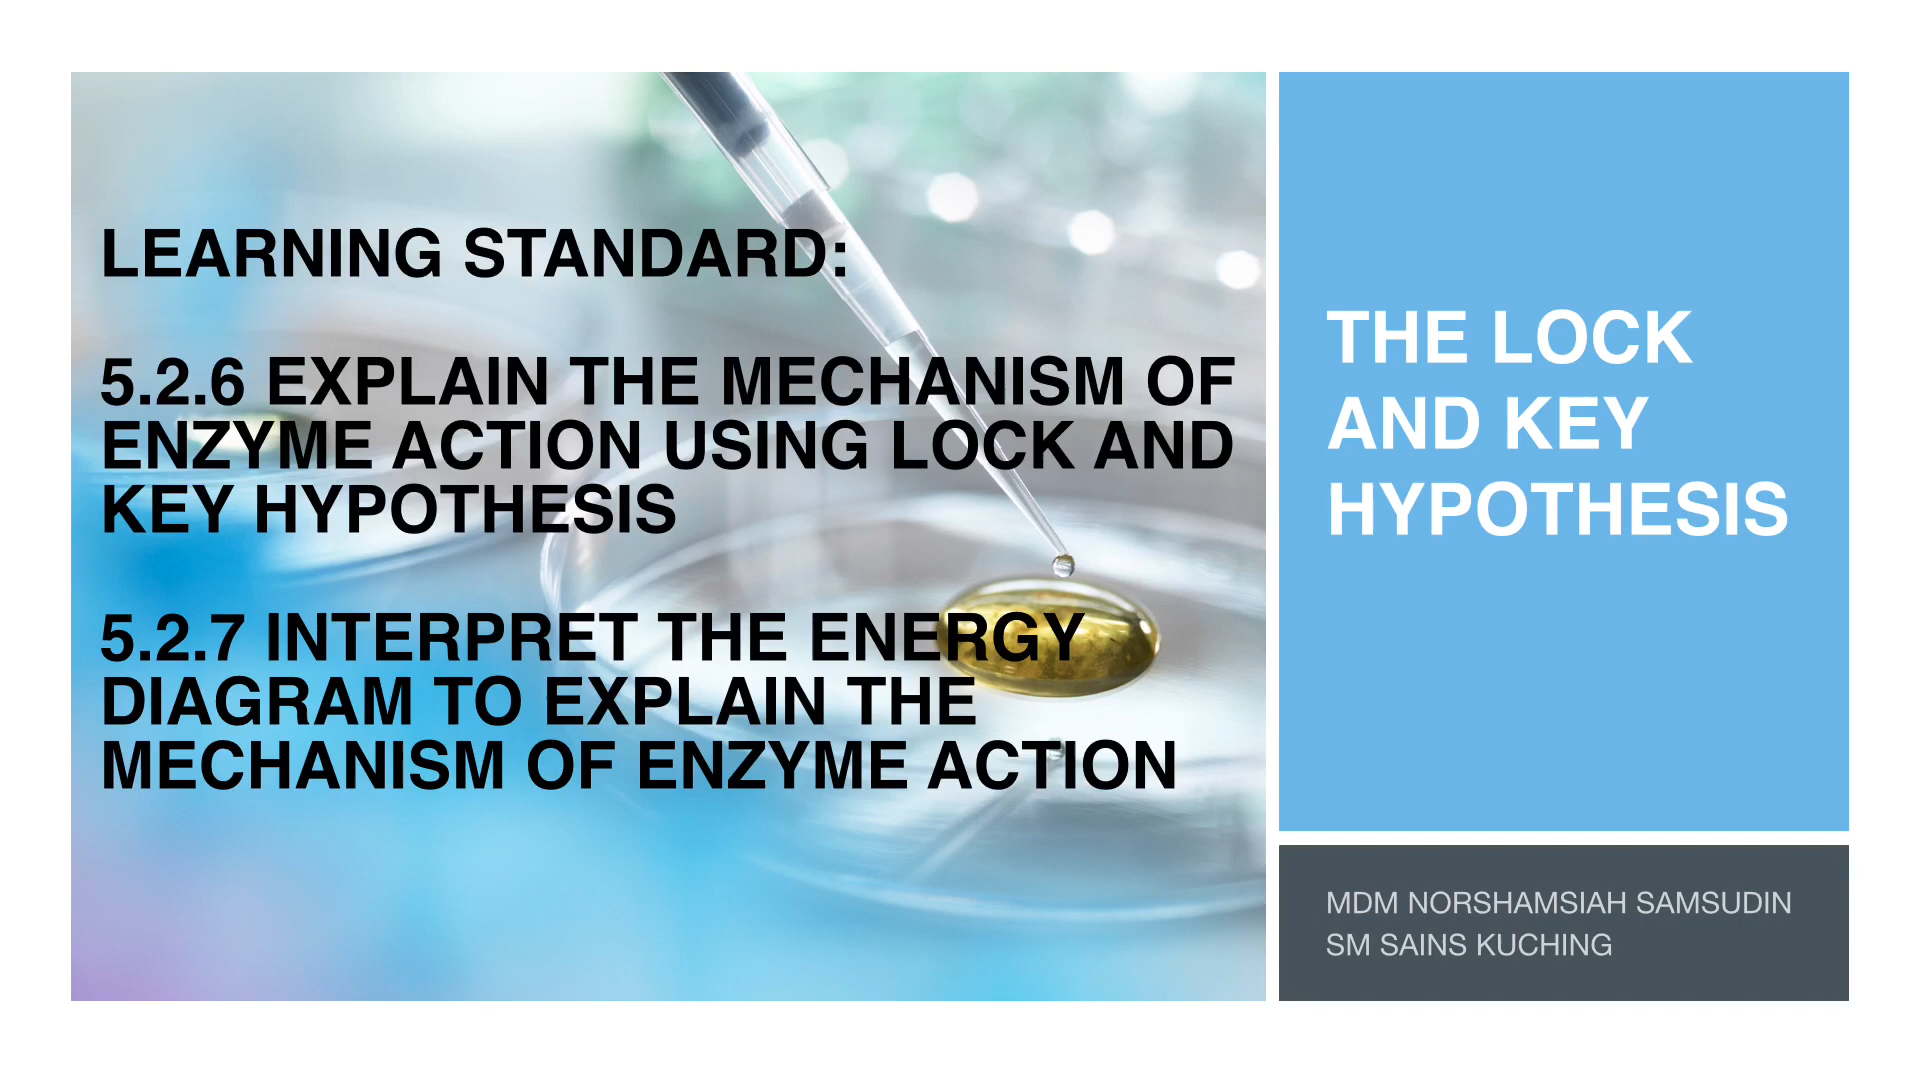 LEARNING STANDARD:
5.2.6 EXPLAIN THE MECHANISM OF
ENZYME ACTION USING LOCK AND
KEY HYPOTHESIS
5.2.7 INTERPRET THE ENERGY
DIAGRAM TO EXPLAIN THE
MECHANISM OF ENZYME ACTION
THE LOCK
AND KEY
HYPOTHESIS
MDM NORSHAMSIAH SAMSUDIN
SM SAINS KUCHING